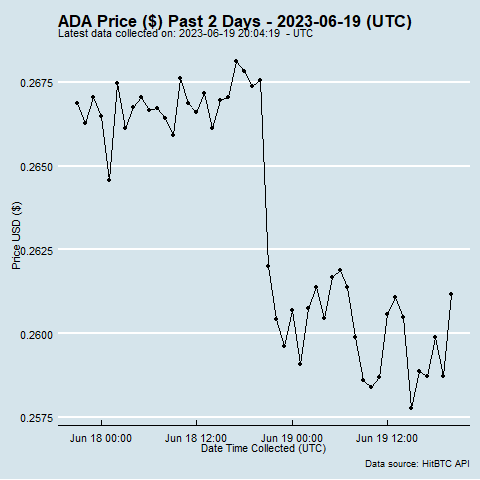 ADA Price ($) Past 2 Days - 2023-06-19 (UTC)
Latest data collected on: 2023-06-19 20:04:19 - UTC
Price USD ($)
0.2675
0.2650
0.2625
0.2600
0.2575
Jun 18 00:00 Jun 18 12:00 Jun 19 00:00 Jun 19 12:00
Date Time Collected (UTC)
Data source: HitBTC API